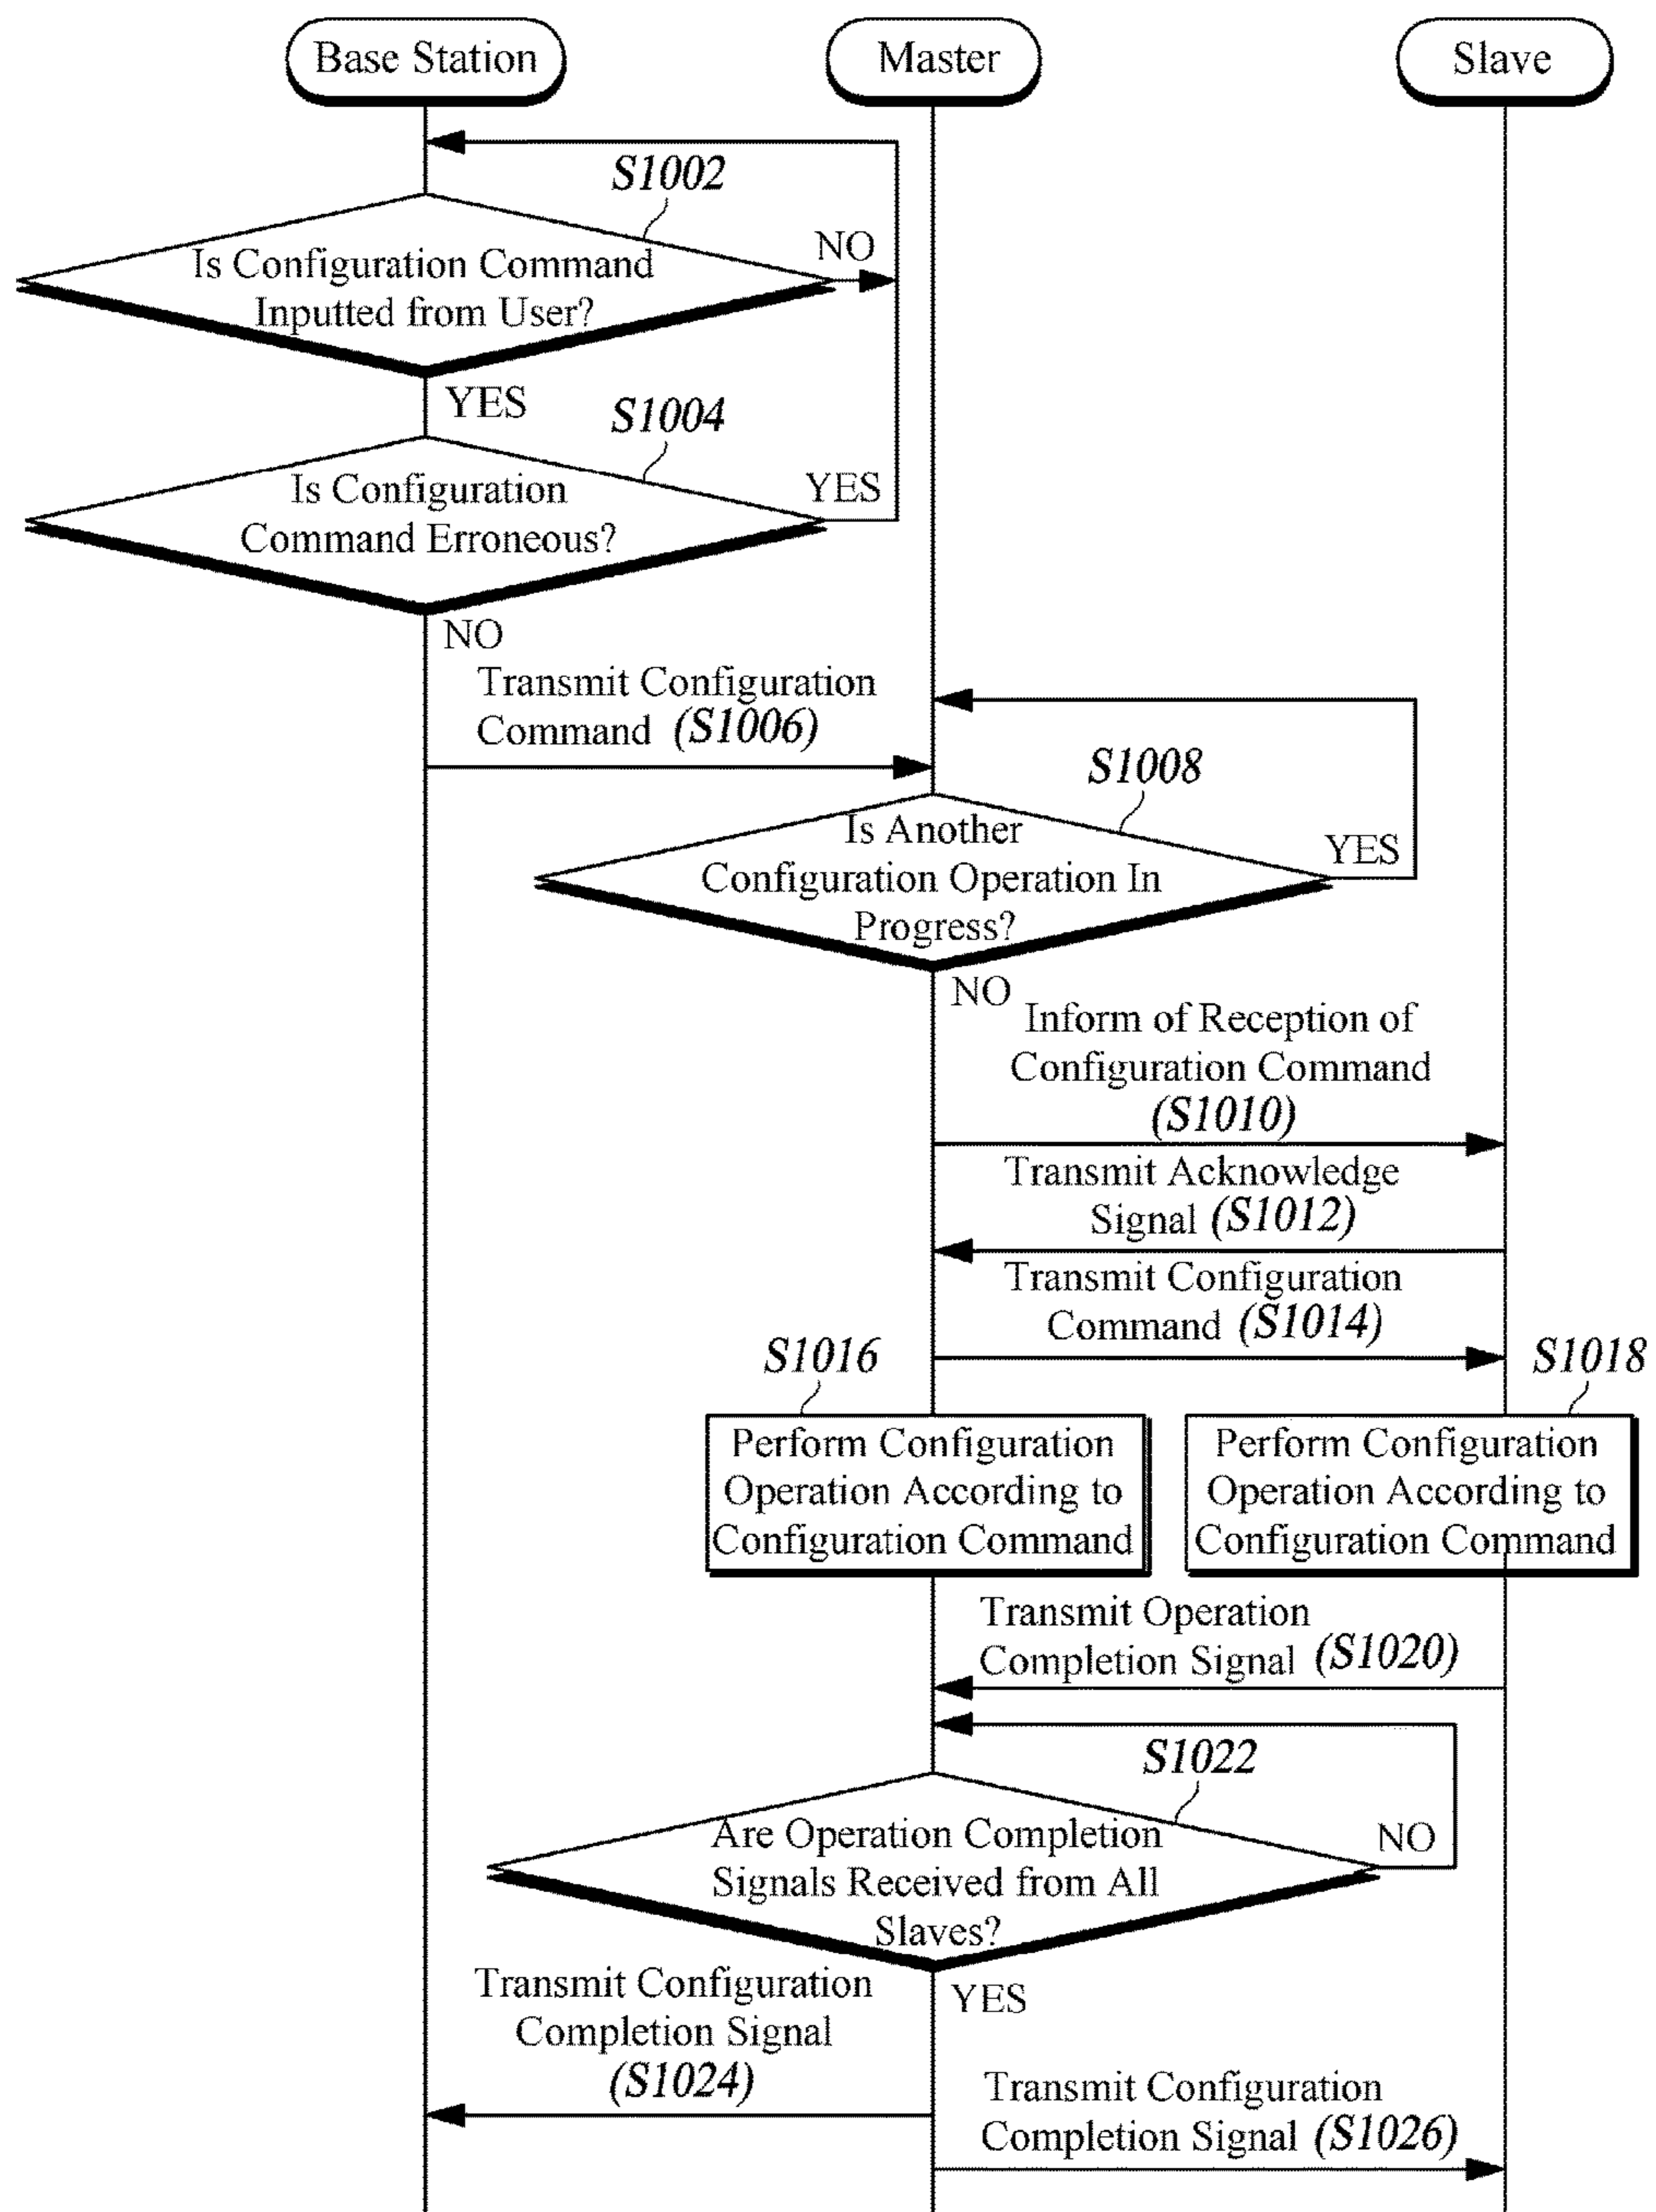 Base Station
Master
Slave
S1002
Is Configuration Command
Inputted from User?
NO
YES
S1004
Is Configuration
Command Erroneous?
YES
NO
Transmit Configuration
Command (S1006)
S1008
Is Another
Configuration Operation In
Progress?
YES
NO
Inform of Reception of
Configuration Command
(S1010)
Transmit Acknowledge
Signal (S1012)
Transmit Configuration
Command (S1014)
S1016
S1018
Perform Configuration
Operation According to
Configuration Command
Perform Configuration
Operation According to
Configuration Command
Transmit Operation
Completion Signal (S1020)
S1022
Are Operation Completion
Signals Received from All
Slaves?
NO
YES
Transmit Configuration
Completion Signal
(S1024)
Transmit Configuration
Completion Signal (S1026)